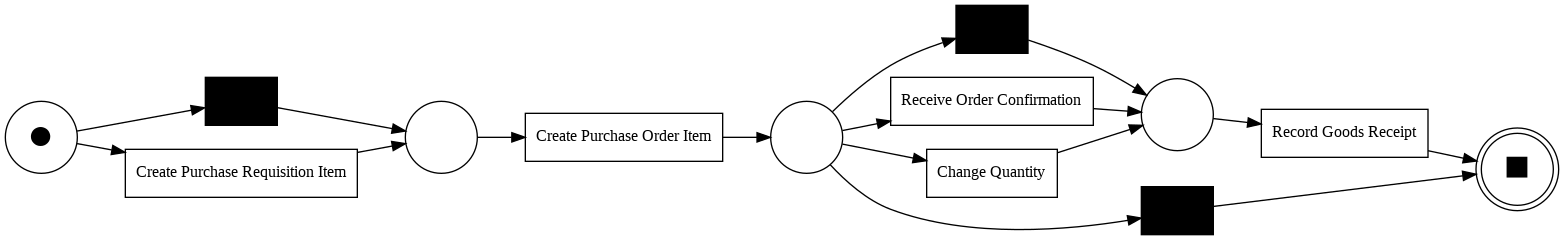 Create Purchase Requisition Item
Create Purchase Order Item
Receive Order Confirmation
Change Quantity
Record Goods Receipt